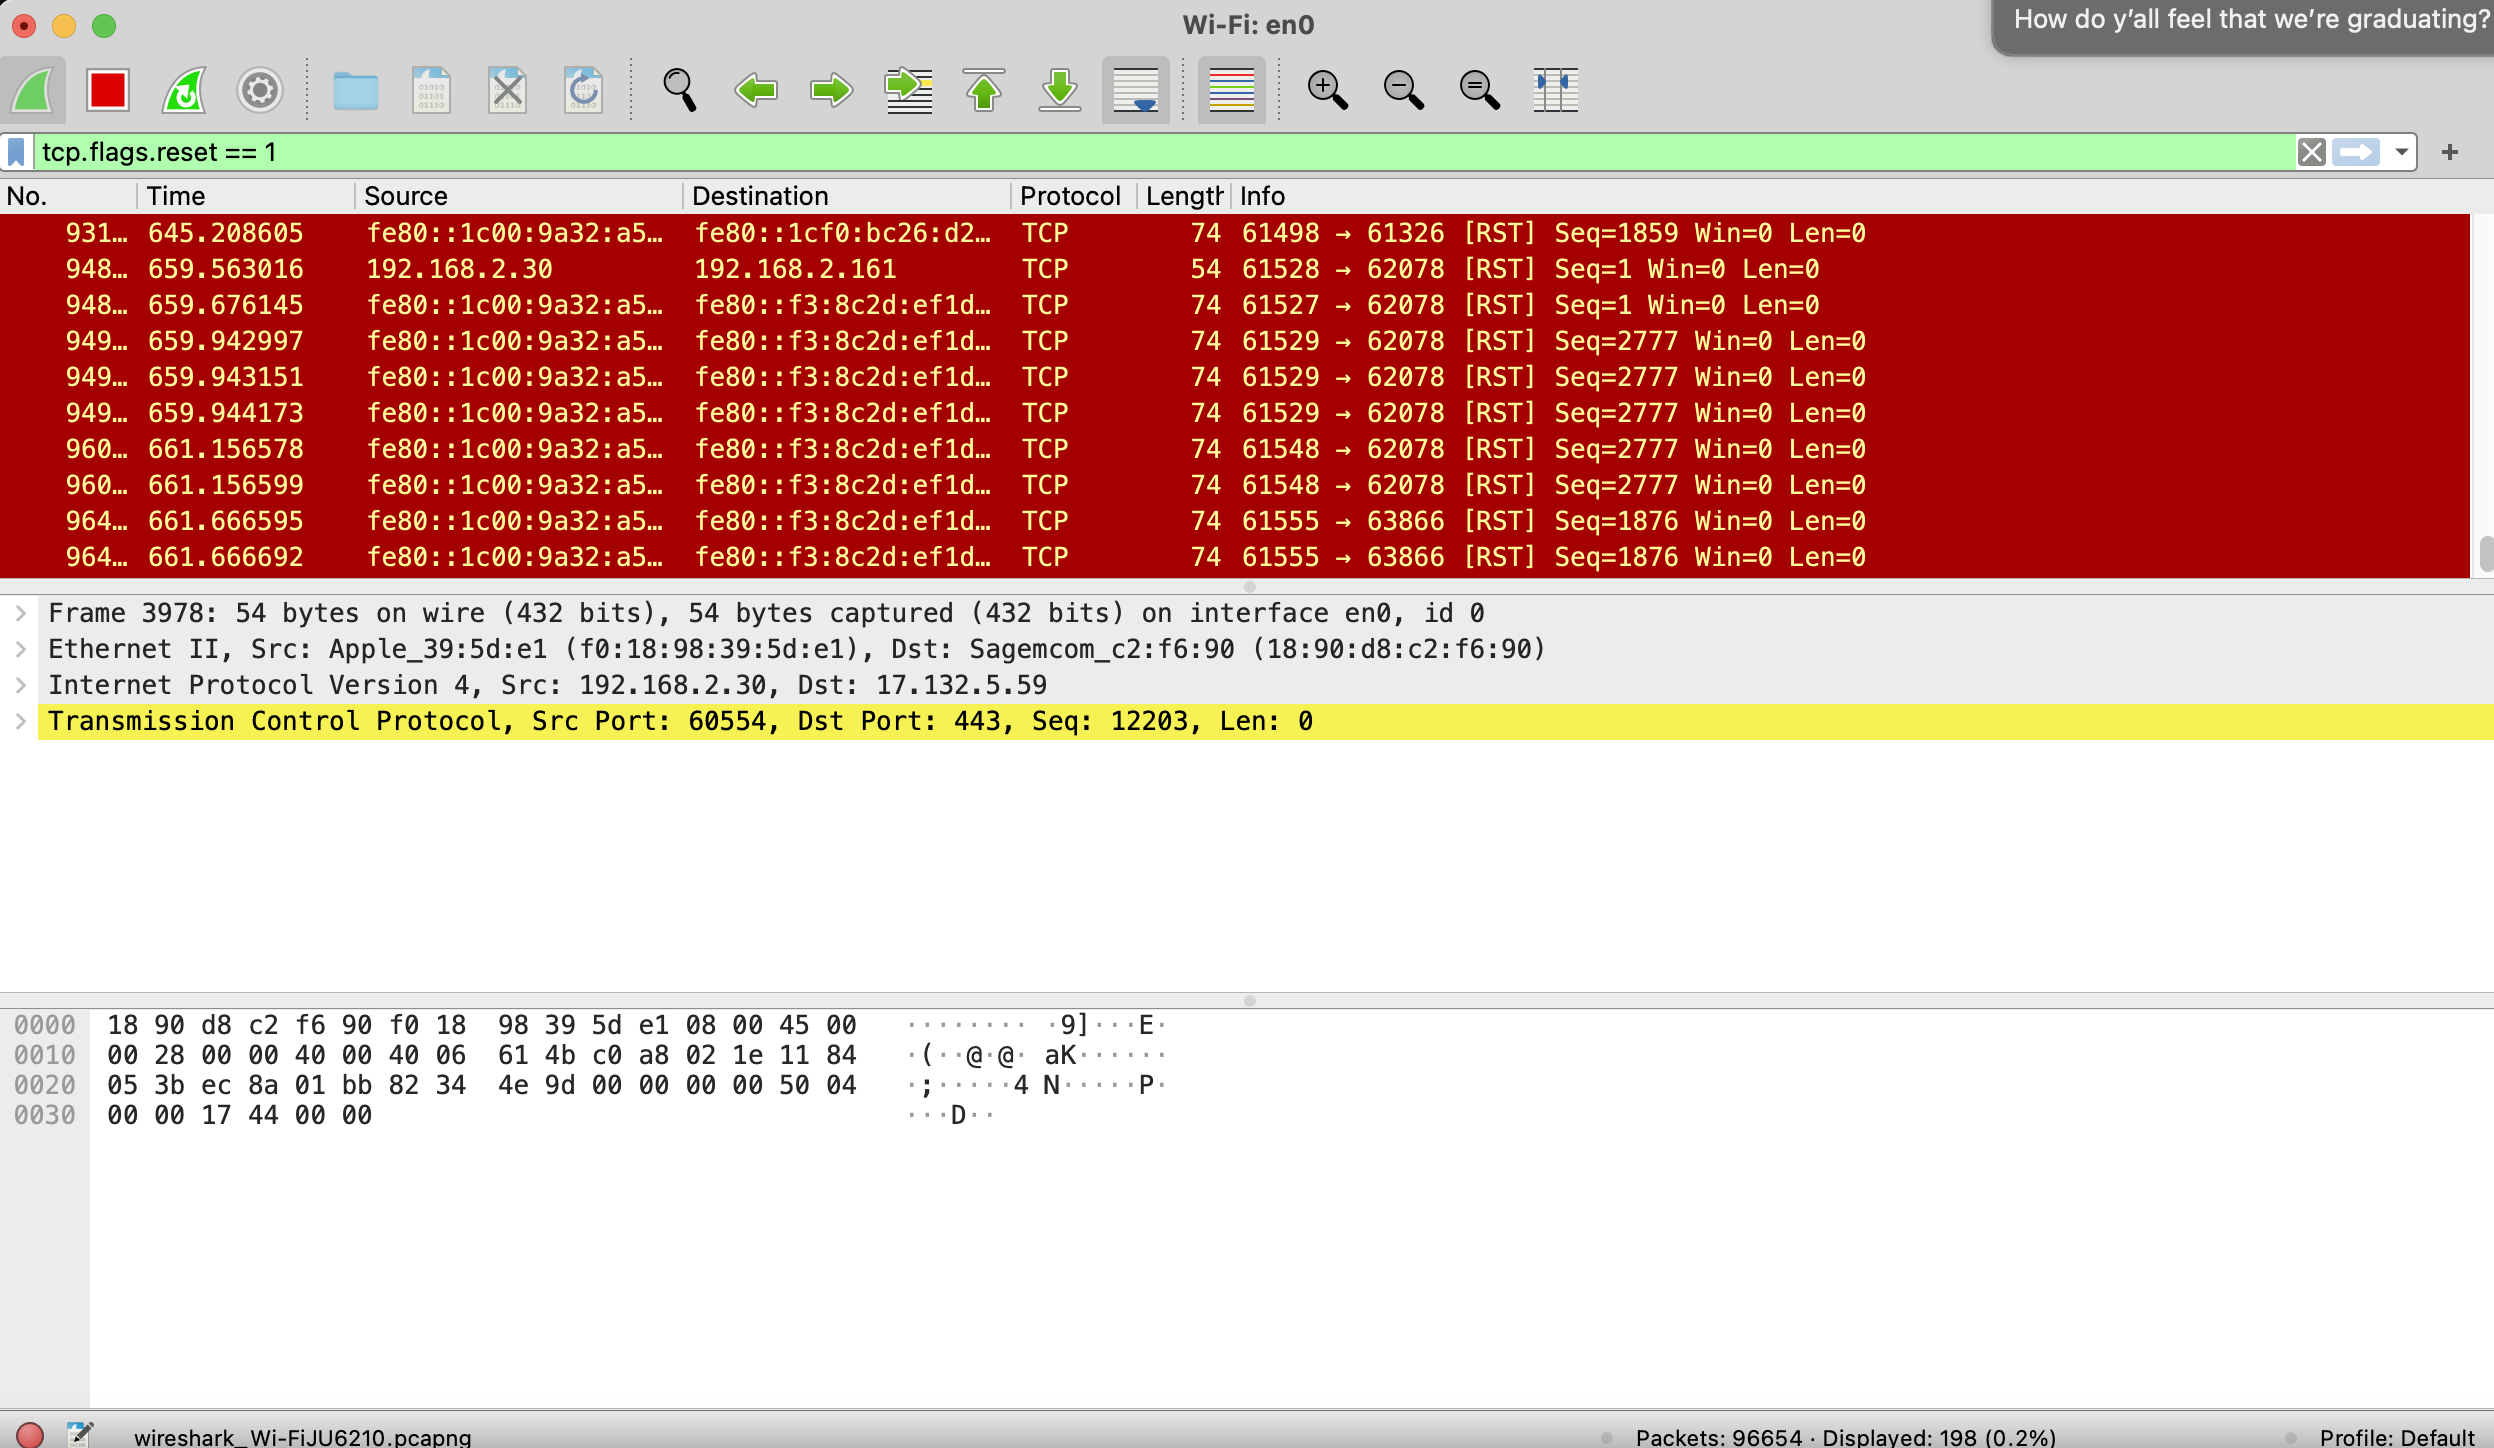 Wi-Fi: en0
How do y'all feel that we're graduating?
tcp.flags.reset == 1
No. Time Source Destination Protocol Length Info
931… 645.208605 fe80::1c00:9a32:a5… fe80::1cf0:bc26:d2… TCP 74 61498 → 61326 [RST] Seq=1859 Win=0 Len=0
948… 659.563016 192.168.2.30 192.168.2.161 TCP 54 61528 → 62078 [RST] Seq=1 Win=0 Len=0
948… 659.676145 fe80::1c00:9a32:a5… fe80::f3:8c2d:ef1d… TCP 74 61527 → 62078 [RST] Seq=1 Win=0 Len=0
949… 659.942997 fe80::1c00:9a32:a5… fe80::f3:8c2d:ef1d… TCP 74 61529 → 62078 [RST] Seq=2777 Win=0 Len=0
949… 659.943151 fe80::1c00:9a32:a5… fe80::f3:8c2d:ef1d… TCP 74 61529 → 62078 [RST] Seq=2777 Win=0 Len=0
949… 659.944173 fe80::1c00:9a32:a5… fe80::f3:8c2d:ef1d… TCP 74 61529 → 62078 [RST] Seq=2777 Win=0 Len=0
960… 661.156578 fe80::1c00:9a32:a5… fe80::f3:8c2d:ef1d… TCP 74 61548 → 62078 [RST] Seq=2777 Win=0 Len=0
960… 661.156599 fe80::1c00:9a32:a5… fe80::f3:8c2d:ef1d… TCP 74 61548 → 62078 [RST] Seq=2777 Win=0 Len=0
964… 661.666595 fe80::1c00:9a32:a5… fe80::f3:8c2d:ef1d… TCP 74 61555 → 63866 [RST] Seq=1876 Win=0 Len=0
964… 661.666692 fe80::1c00:9a32:a5… fe80::f3:8c2d:ef1d… TCP 74 61555 → 63866 [RST] Seq=1876 Win=0 Len=0
Frame 3978: 54 bytes on wire (432 bits), 54 bytes captured (432 bits) on interface en0, id 0
Ethernet II, Src: Apple_39:5d:e1 (f0:18:98:39:5d:e1), Dst: Sagemcom_c2:f6:90 (18:90:d8:c2:f6:90)
Internet Protocol Version 4, Src: 192.168.2.30, Dst: 17.132.5.59
Transmission Control Protocol, Src Port: 60554, Dst Port: 443, Seq: 12203, Len: 0
0000 18 90 d8 c2 f6 90 f0 18 98 39 5d e1 08 00 45 00 ········ ·9]···E·
0010 00 28 00 00 40 00 40 06 61 4b c0 a8 02 1e 11 84 ·(··@·@· aK······
0020 05 3b ec 8a 01 bb 82 34 4e 9d 00 00 00 00 50 04 ·;·····4 N·····P·
0030 00 00 17 44 00 00 ···D··
wireshark_Wi-FiJU6210.pcapng
Packets: 96654 · Displayed: 198 (0.2%)
Profile: Default